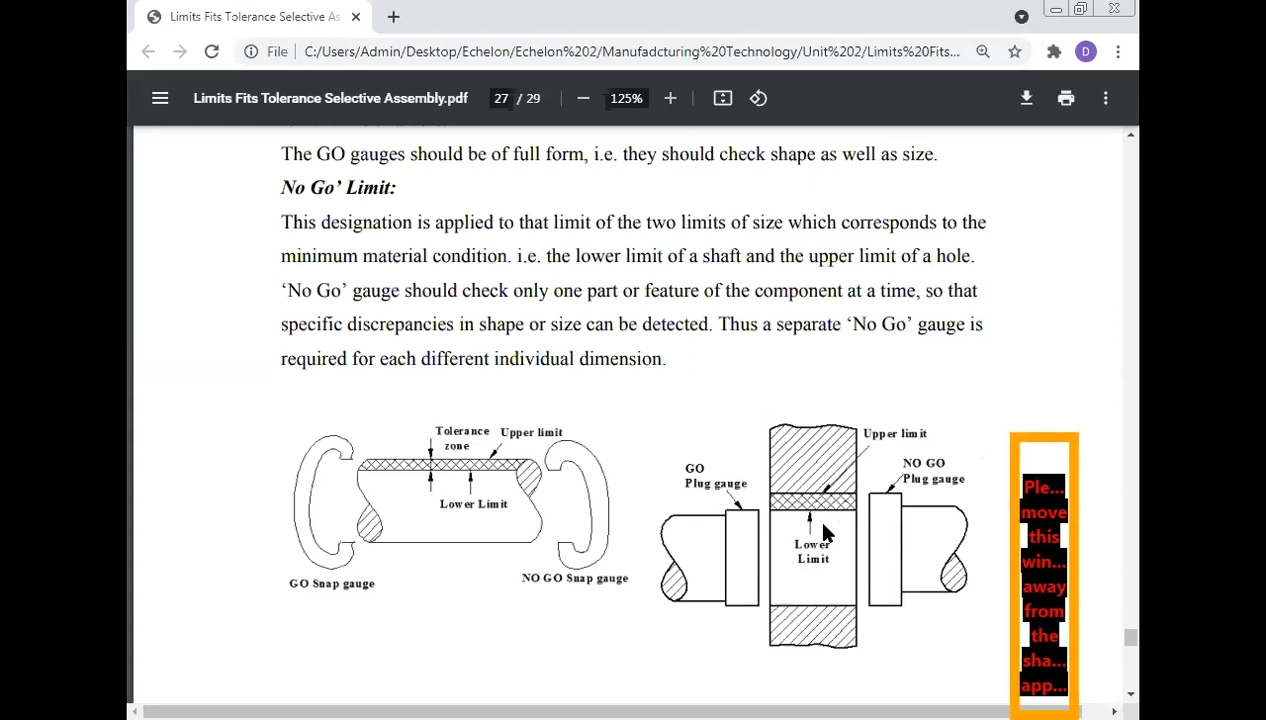 Limits Fits Tolerance Selective As
File
C:/Users/Admin/Desktop/Echelon/Echelon%202/Manufadcturing%20Technology/Unit%202/Limits%20Fits...
D
Limits Fits Tolerance Selective Assembly.pdf
27 / 29
125%
The GO gauges should be of full form, i.e. they should check shape as well as size.
No Go’ Limit:
This designation is applied to that limit of the two limits of size which corresponds to the
minimum material condition. i.e. the lower limit of a shaft and the upper limit of a hole.
‘No Go’ gauge should check only one part or feature of the component at a time, so that
specific discrepancies in shape or size can be detected. Thus a separate ‘No Go’ gauge is
required for each different individual dimension.
Tolerance
zone
Upper limit
Lower Limit
GO Snap gauge
NO GO Snap gauge
GO
Plug gauge
Upper limit
NO GO
Plug gauge
Lower
Limit
Ple...
move
this
win...
away
from
the
sha...
app...